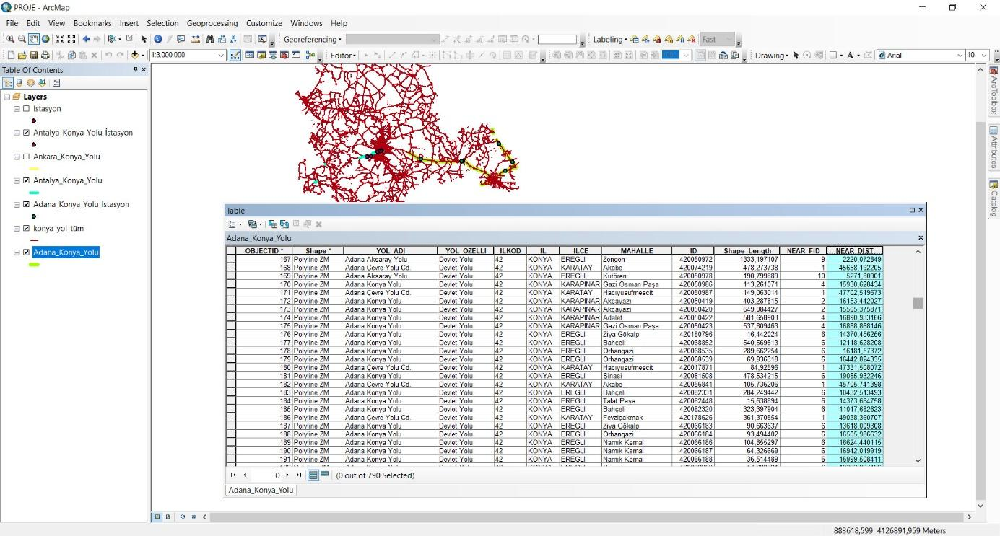 PROJE - ArcMap
File Edit View Bookmarks Insert Selection Geoprocessing Customize Windows Help
Georeferencing Labeling Fast
1:3.000.000 Editor Drawing A Arial 10
Table Of Contents
Layers
Istasyon
Antalya_Konya_Yolu_İstasyon
Ankara_Konya_Yolu
Antalya_Konya_Yolu
Adana_Konya_Yolu_İstasyon
konya_yol_tüm
Adana_Konya_Yolu
ArcToolbox
Attributes
Catalog
Table
Adana_Konya_Yolu
OBJECTID * Shape * YOL_ADI YOL_OZELLI ILKOD IL ILCE MAHALLE ID Shape_Length NEAR_FID NEAR_DIST
167 Polyline ZM Adana Aksaray Yolu Devlet Yolu 42 KONYA EREGLI Zengen 420050972 1333,197107 9 2220,072849
168 Polyline ZM Adana Çevre Yolu Cd. Devlet Yolu 42 KONYA KARATAY Akabe 420074219 478,273738 1 45658,192205
169 Polyline ZM Adana Aksaray Yolu Devlet Yolu 42 KONYA EREGLI Kutören 420050978 190,799889 10 5271,80901
170 Polyline ZM Adana Konya Yolu Devlet Yolu 42 KONYA KARAPINAR Gazi Osman Paşa 420050986 113,261071 4 15930,628434
171 Polyline ZM Adana Çevre Yolu Cd. Devlet Yolu 42 KONYA KARATAY Hacıyusufmescit 420050987 149,063014 1 47702,519673
172 Polyline ZM Adana Konya Yolu Devlet Yolu 42 KONYA KARAPINAR Akçayazı 420050419 403,287815 2 16153,442027
173 Polyline ZM Adana Konya Yolu Devlet Yolu 42 KONYA KARAPINAR Akçayazı 420050420 649,084427 2 15505,375871
174 Polyline ZM Adana Konya Yolu Devlet Yolu 42 KONYA KARAPINAR Adalet 420050422 581,658903 4 16890,933166
175 Polyline ZM Adana Konya Yolu Devlet Yolu 42 KONYA KARAPINAR Gazi Osman Paşa 420050423 537,809463 4 16888,868146
176 Polyline ZM Adana Konya Yolu Devlet Yolu 42 KONYA EREGLI Ziya Gökalp 420180796 16,442024 6 14370,456256
177 Polyline ZM Adana Konya Yolu Devlet Yolu 42 KONYA EREGLI Bahçeli 420068852 540,569813 6 12118,628208
178 Polyline ZM Adana Konya Yolu Devlet Yolu 42 KONYA EREGLI Orhangazi 420068535 289,662254 6 16181,57372
179 Polyline ZM Adana Konya Yolu Devlet Yolu 42 KONYA EREGLI Orhangazi 420068539 69,936318 6 16442,824335
180 Polyline ZM Adana Çevre Yolu Cd. Devlet Yolu 42 KONYA KARATAY Hacıyusufmescit 420017871 84,92596 1 47331,508072
181 Polyline ZM Adana Konya Yolu Devlet Yolu 42 KONYA EREGLI Şinasi 420081508 478,534215 6 19085,932246
182 Polyline ZM Adana Çevre Yolu Cd. Devlet Yolu 42 KONYA KARATAY Akabe 420056841 105,736206 1 45705,741398
183 Polyline ZM Adana Konya Yolu Devlet Yolu 42 KONYA EREGLI Bahçeli 420082331 284,249442 6 10432,513493
184 Polyline ZM Adana Konya Yolu Devlet Yolu 42 KONYA EREGLI Talat Paşa 420082448 15,638894 6 14373,684758
185 Polyline ZM Adana Konya Yolu Devlet Yolu 42 KONYA EREGLI Bahçeli 420082320 323,397904 6 11017,682623
186 Polyline ZM Adana Çevre Yolu Cd. Devlet Yolu 42 KONYA KARATAY Fevziçakmak 420178626 361,370854 1 49038,360707
187 Polyline ZM Adana Konya Yolu Devlet Yolu 42 KONYA EREGLI Ziya Gökalp 420066183 90,663637 6 13618,009308
188 Polyline ZM Adana Konya Yolu Devlet Yolu 42 KONYA EREGLI Orhangazi 420066184 93,494402 6 16505,986632
189 Polyline ZM Adana Konya Yolu Devlet Yolu 42 KONYA EREGLI Namık Kemal 420066186 104,855297 6 16624,440115
190 Polyline ZM Adana Konya Yolu Devlet Yolu 42 KONYA EREGLI Namık Kemal 420066187 64,326669 6 16942,019919
191 Polyline ZM Adana Konya Yolu Devlet Yolu 42 KONYA EREGLI Namık Kemal 420066188 36,514489 6 16999,508411
0 (0 out of 790 Selected)
Adana_Konya_Yolu
883618,599 4126891,959 Meters